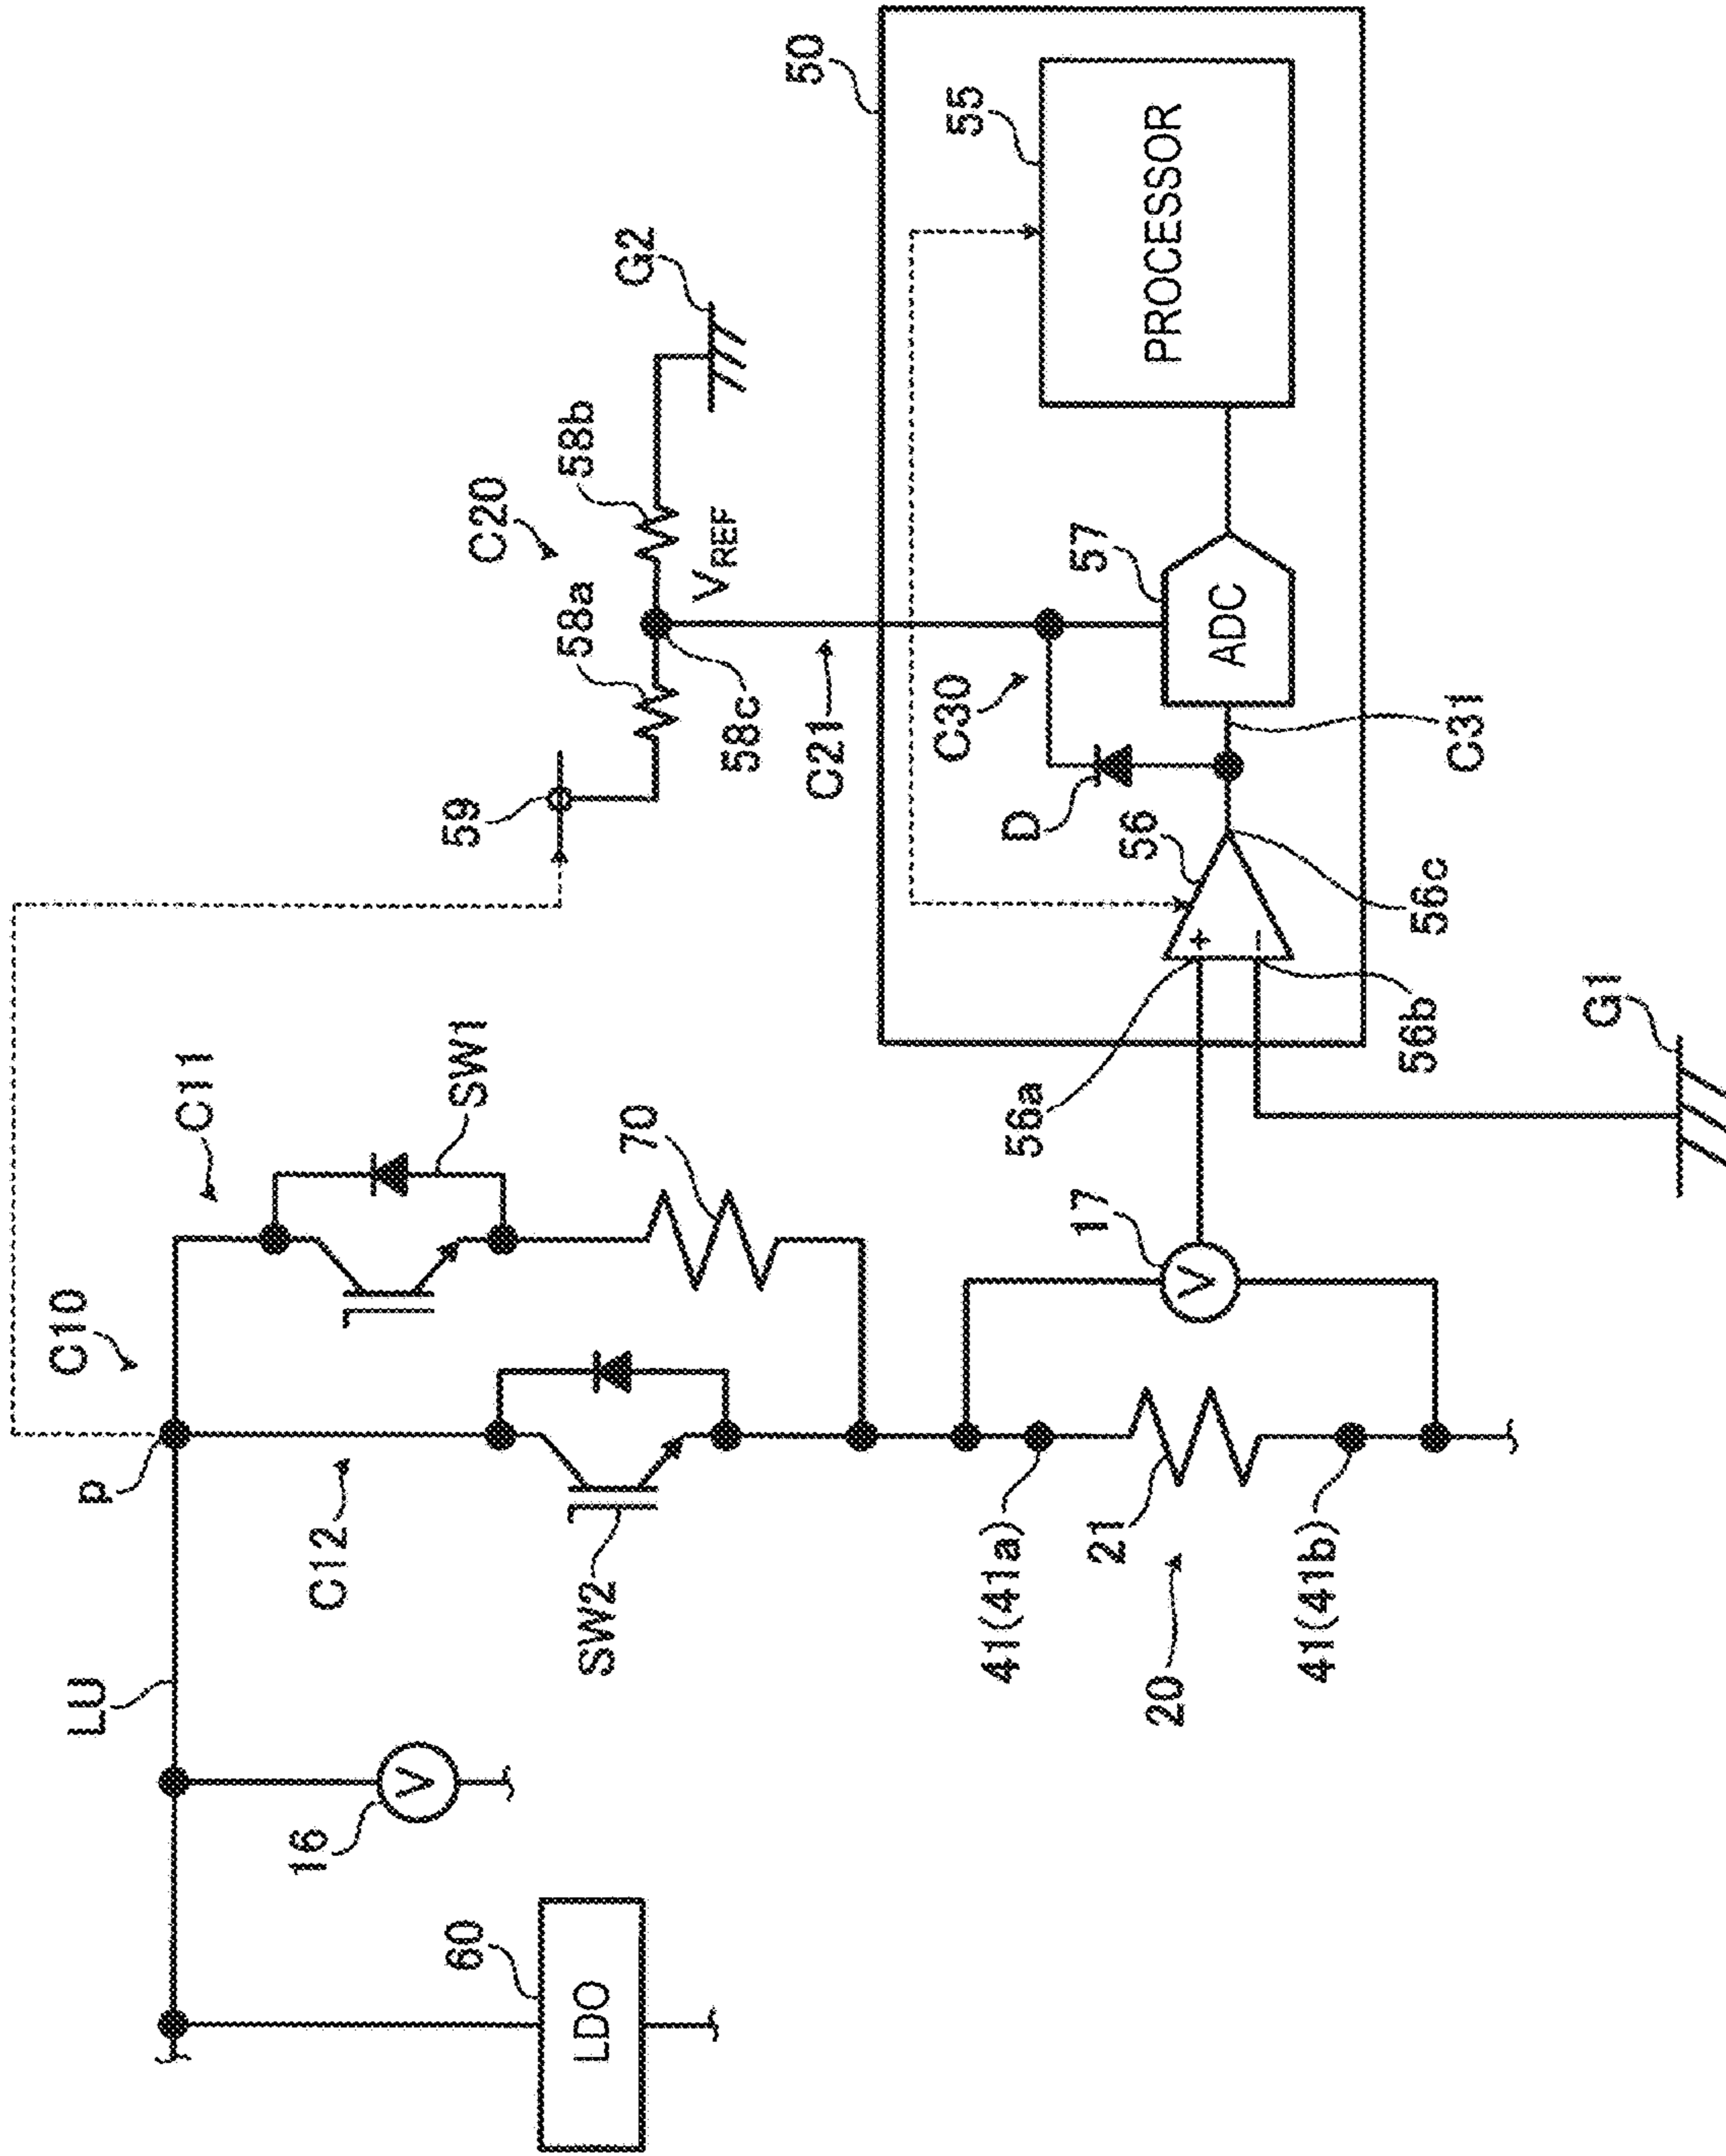 60
LDO
16
V
LU
p
C10
C11
C12
SW1
SW2
70
41(41a)
21
20
41(41b)
17
V
59
58a
C20
58b
G2
VREF
58c
C21
50
C30
D
56
+
−
56a
56b
56c
57
ADC
C31
55
PROCESSOR
G1